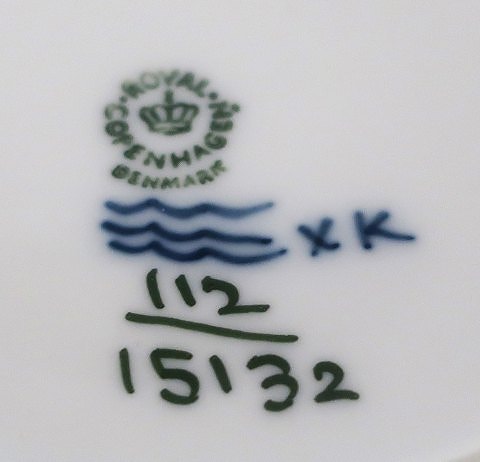 ROYAL
COPENHAGEN
DENMARK
XK
112
15132